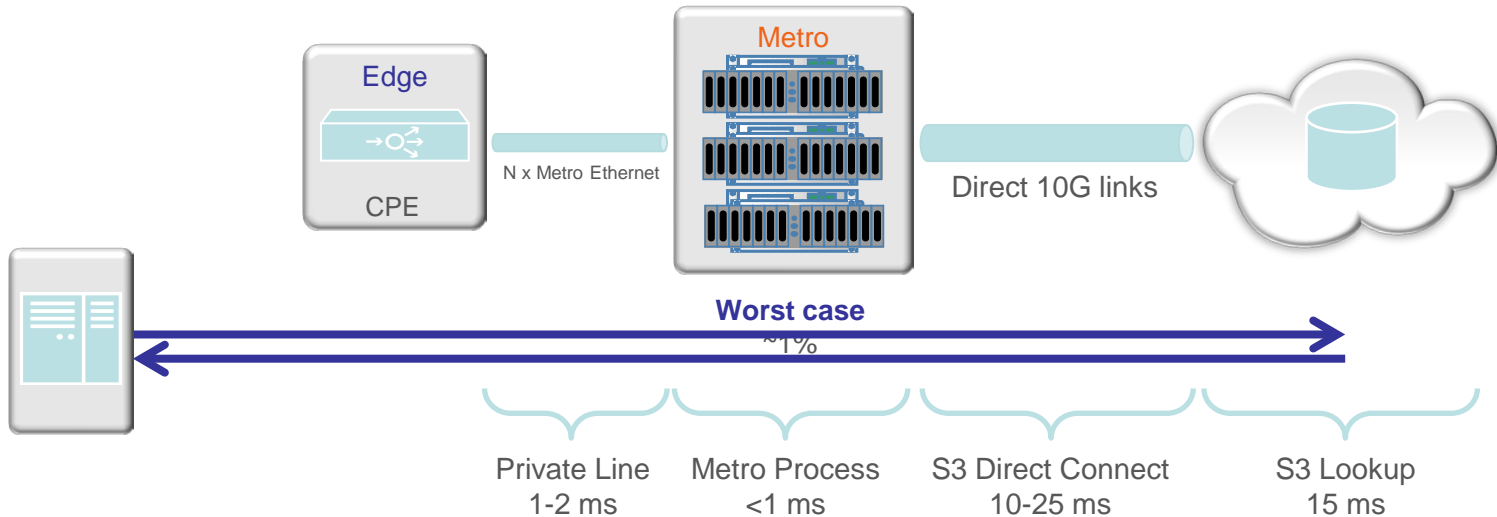 Metro
Edge
CPE
N x Metro Ethernet
Direct 10G links
Worst case
~1%
Private Line
1-2 ms
Metro Process
<1 ms
S3 Direct Connect
10-25 ms
S3 Lookup
15 ms